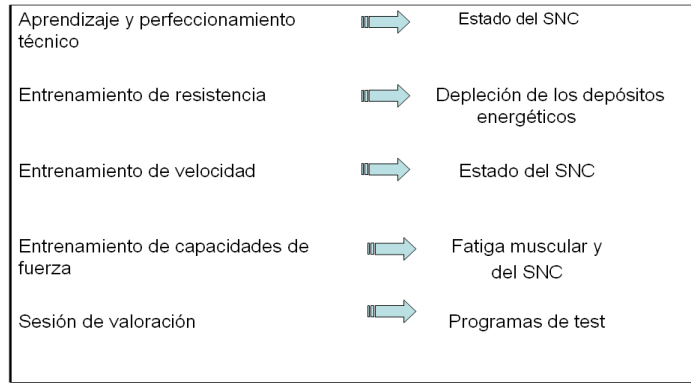 Aprendizaje y perfeccionamiento
técnico
Estado del SNC
Entrenamiento de resistencia
Depleción de los depósitos
energéticos
Entrenamiento de velocidad
Estado del SNC
Entrenamiento de capacidades de
fuerza
Fatiga muscular y
del SNC
Sesión de valoración
Programas de test